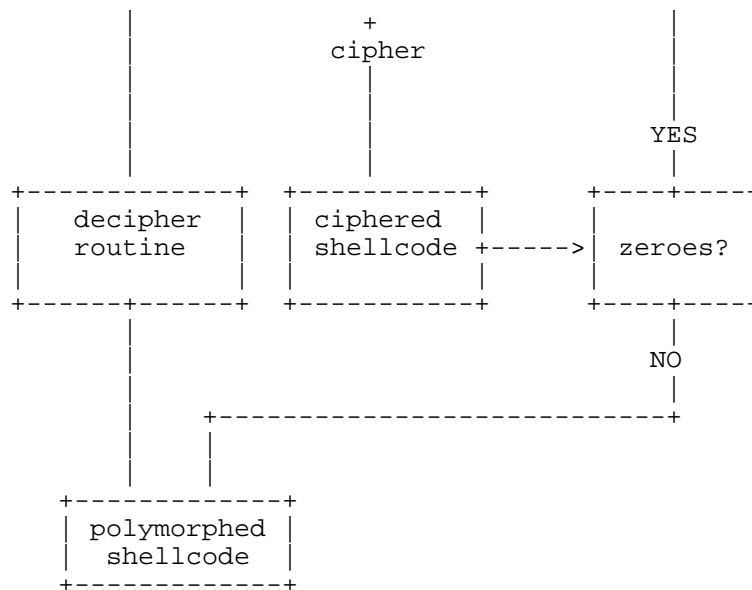 +
cipher
YES
decipher
routine
ciphered
shellcode
zeroes?
NO
polymorphed
shellcode